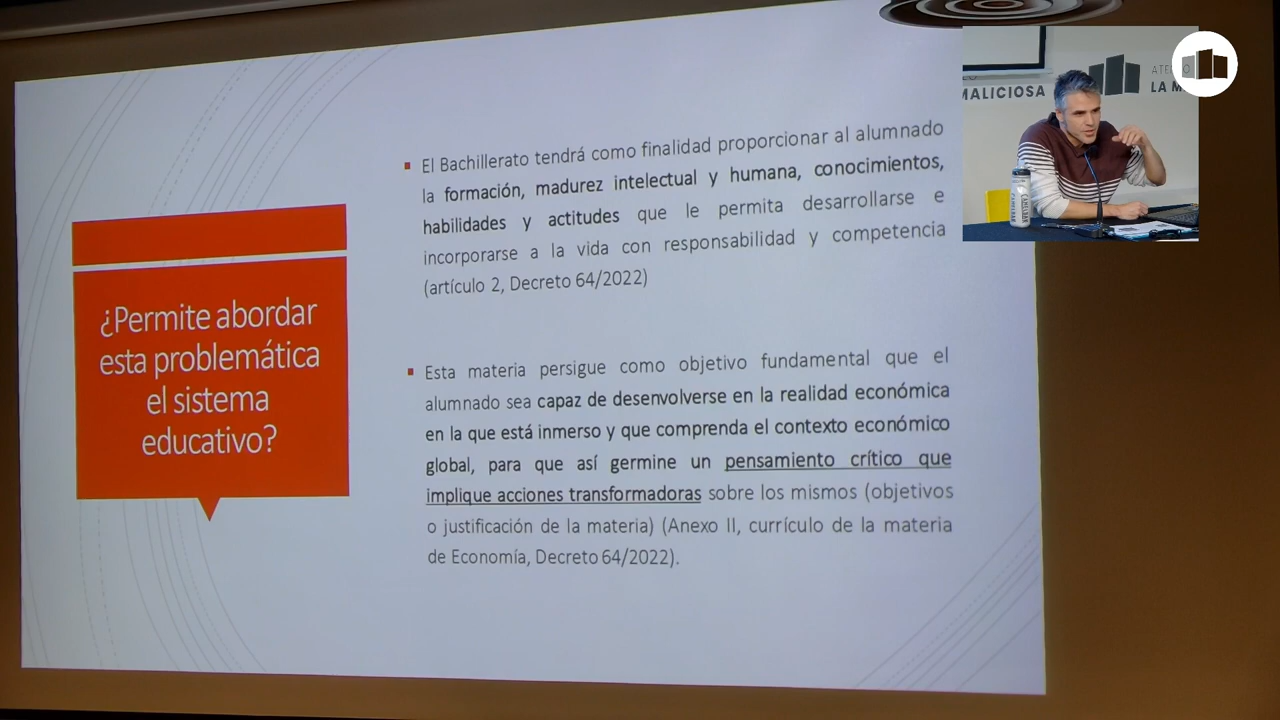 ¿Permite abordar
esta problemática
el sistema
educativo?
El Bachillerato tendrá como finalidad proporcionar al alumnado
la formación, madurez intelectual y humana, conocimientos,
habilidades y actitudes que le permita desarrollarse e
incorporarse a la vida con responsabilidad y competencia
(artículo 2, Decreto 64/2022)
Esta materia persigue como objetivo fundamental que el
alumnado sea capaz de desenvolverse en la realidad económica
en la que está inmerso y que comprenda el contexto económico
global, para que así germine un pensamiento crítico que
implique acciones transformadoras sobre los mismos (objetivos
o justificación de la materia) (Anexo II, currículo de la materia
de Economía, Decreto 64/2022).
MALICIOSA
ATE O
LA M